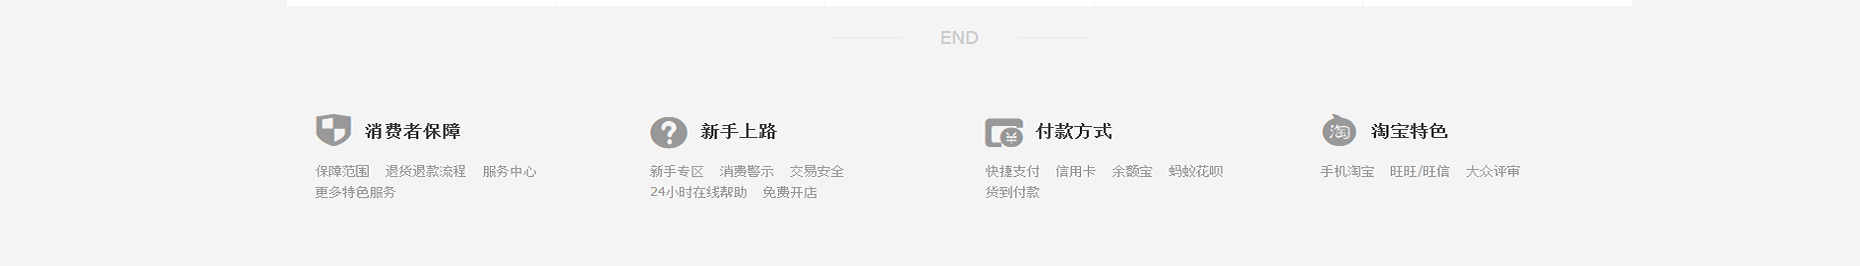 END
消费者保障
保障范围 退货退款流程 服务中心
更多特色服务
新手上路
新手专区 消费警示 交易安全
24小时在线帮助 免费开店
付款方式
快捷支付 信用卡 余额宝 蚂蚁花呗
货到付款
淘
淘宝特色
手机淘宝 旺旺/旺信 大众评审